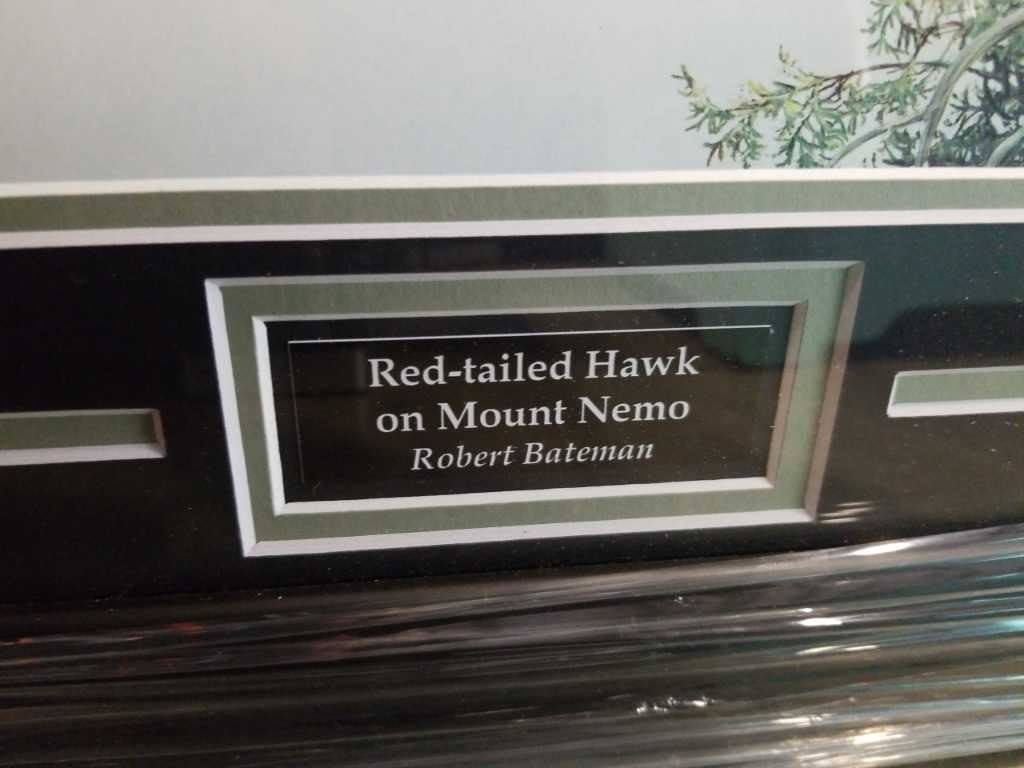 Red-tailed Hawk
on Mount Nemo
Robert Bateman